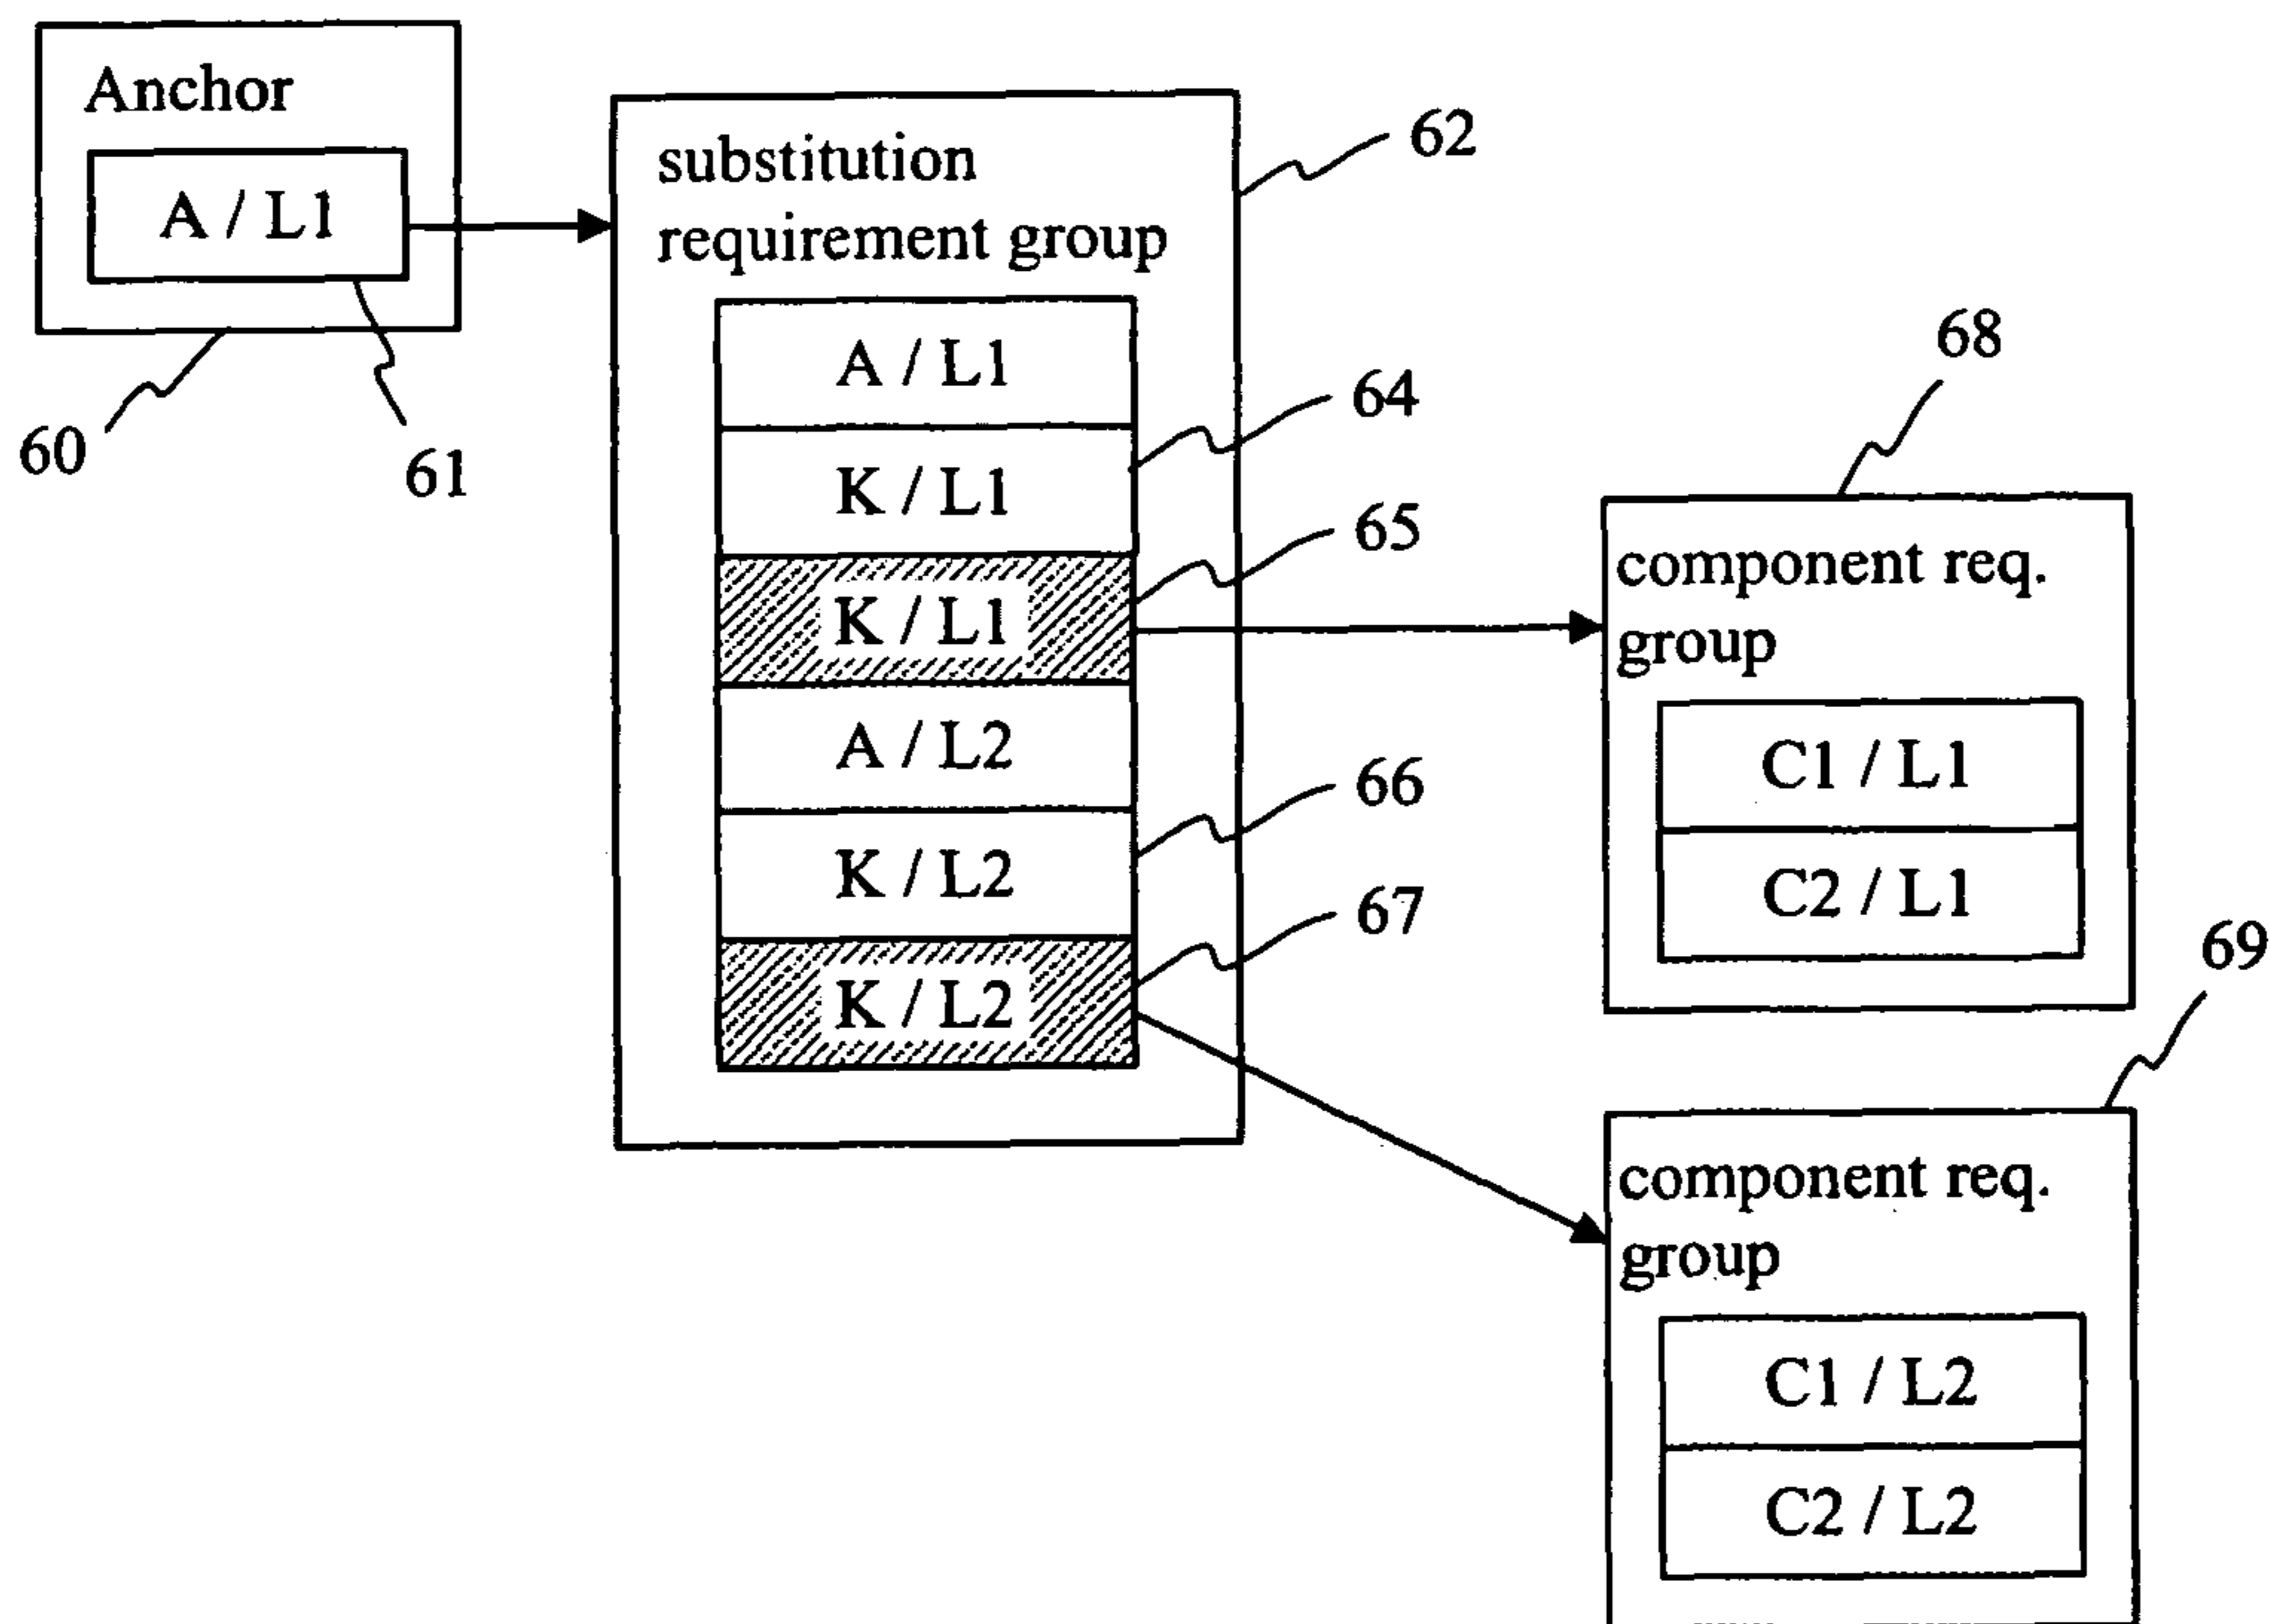 Anchor
A / L1
60
61
substitution
requirement group
62
A / L1
K / L1
64
K / L1
65
A / L2
K / L2
66
K / L2
67
68
component req.
group
C1 / L1
C2 / L1
69
component req.
group
C1 / L2
C2 / L2